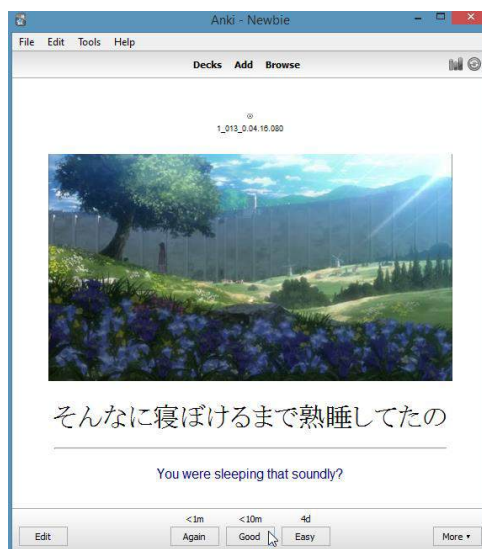 Anki - Newbie
File Edit Tools Help
Decks Add Browse
1_013_0.04.16.080
そんなに寝ぼけるまで熟睡してたの
You were sleeping that soundly?
<1m <10m 4d
Edit Again Good Easy More ▾